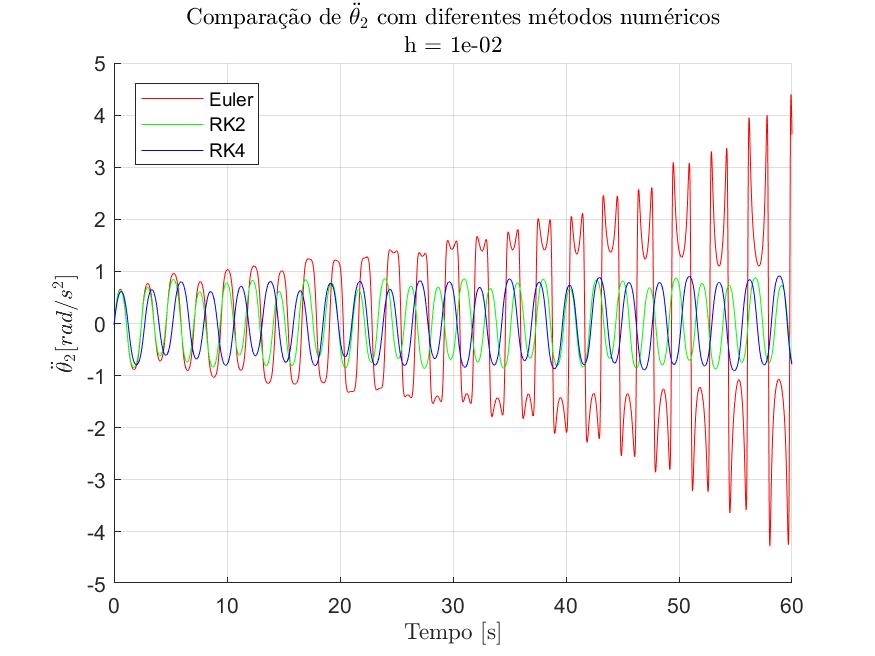 Comparação de θ̈₂ com diferentes métodos numéricos
h = 1e-02
5
4
3
2
1
0
-1
-2
-3
-4
-5
θ̈₂[rad/s²]
Euler
RK2
RK4
0 10 20 30 40 50 60
Tempo [s]